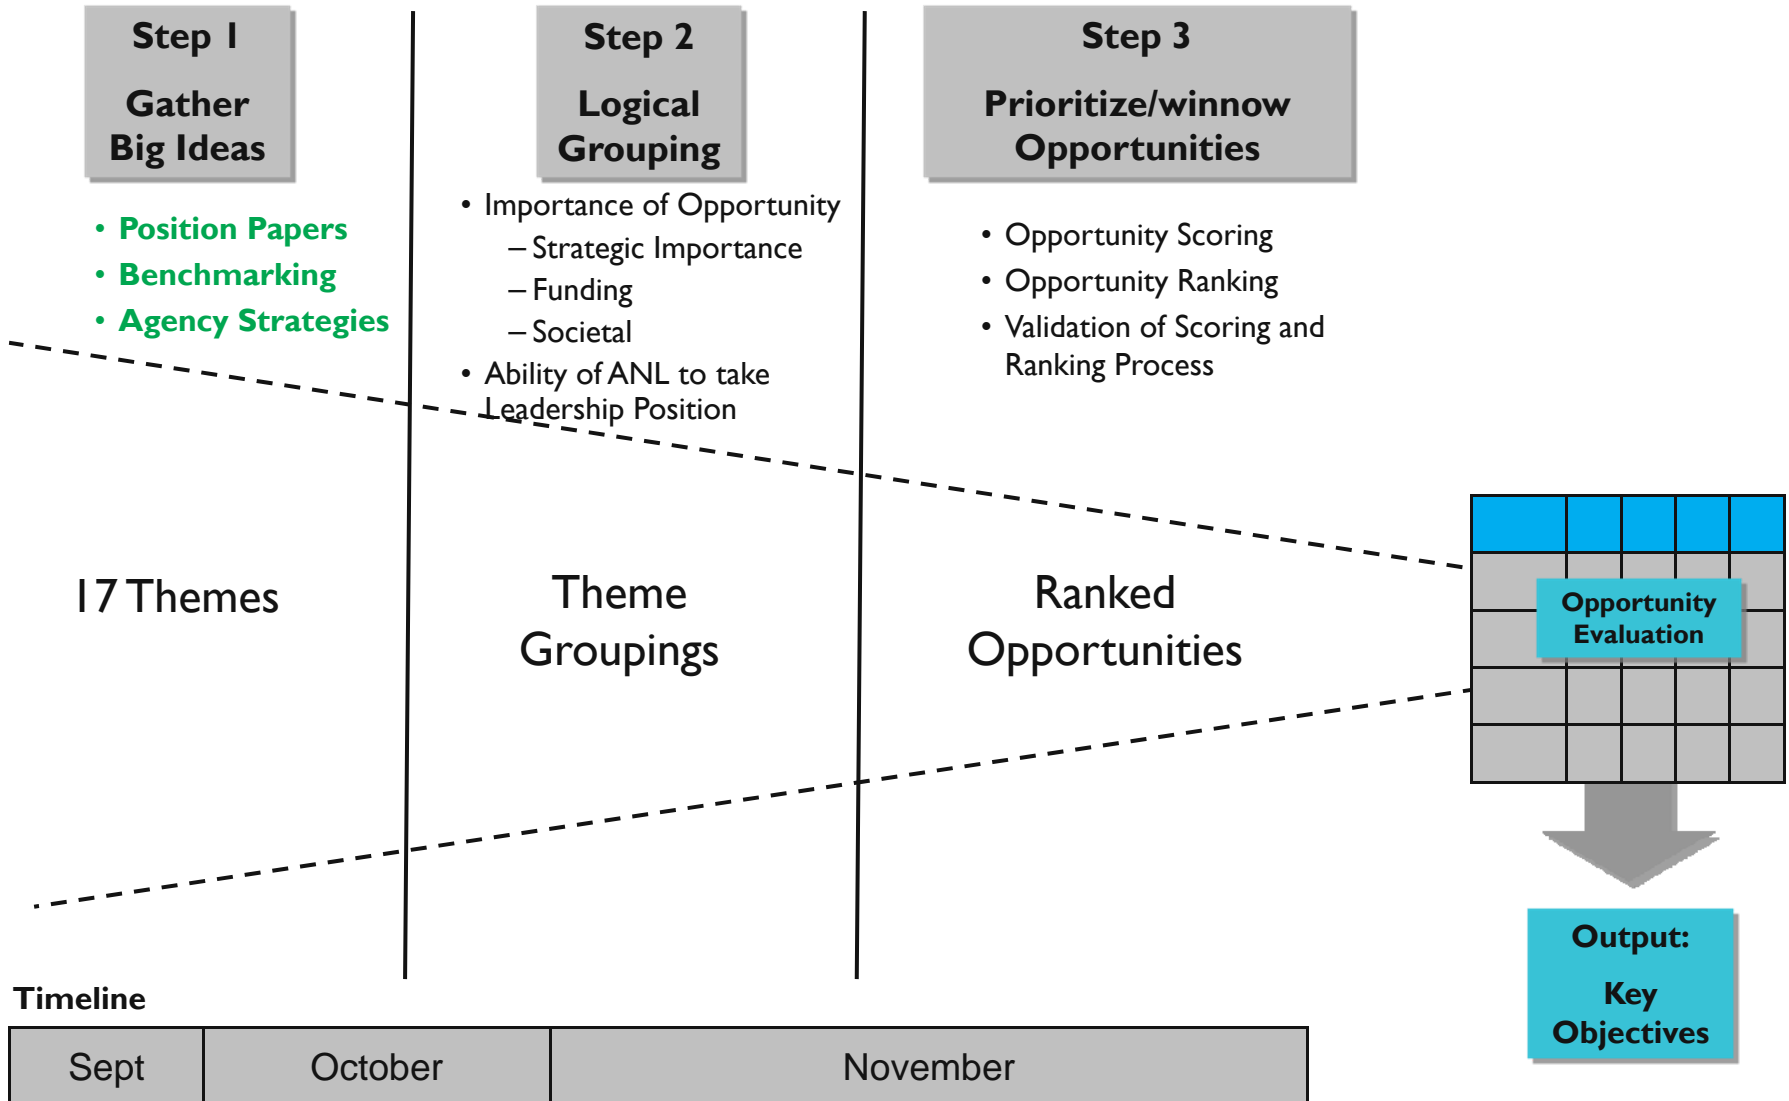 Step 1
Gather
Big Ideas
• Position Papers
• Benchmarking
• Agency Strategies
17 Themes
Step 2
Logical
Grouping
• Importance of Opportunity
– Strategic Importance
– Funding
– Societal
• Ability of ANL to take
Leadership Position
Theme
Groupings
Step 3
Prioritize/winnow
Opportunities
• Opportunity Scoring
• Opportunity Ranking
• Validation of Scoring and
Ranking Process
Ranked
Opportunities
Opportunity
Evaluation
Output:
Key
Objectives
Timeline
Sept
October
November